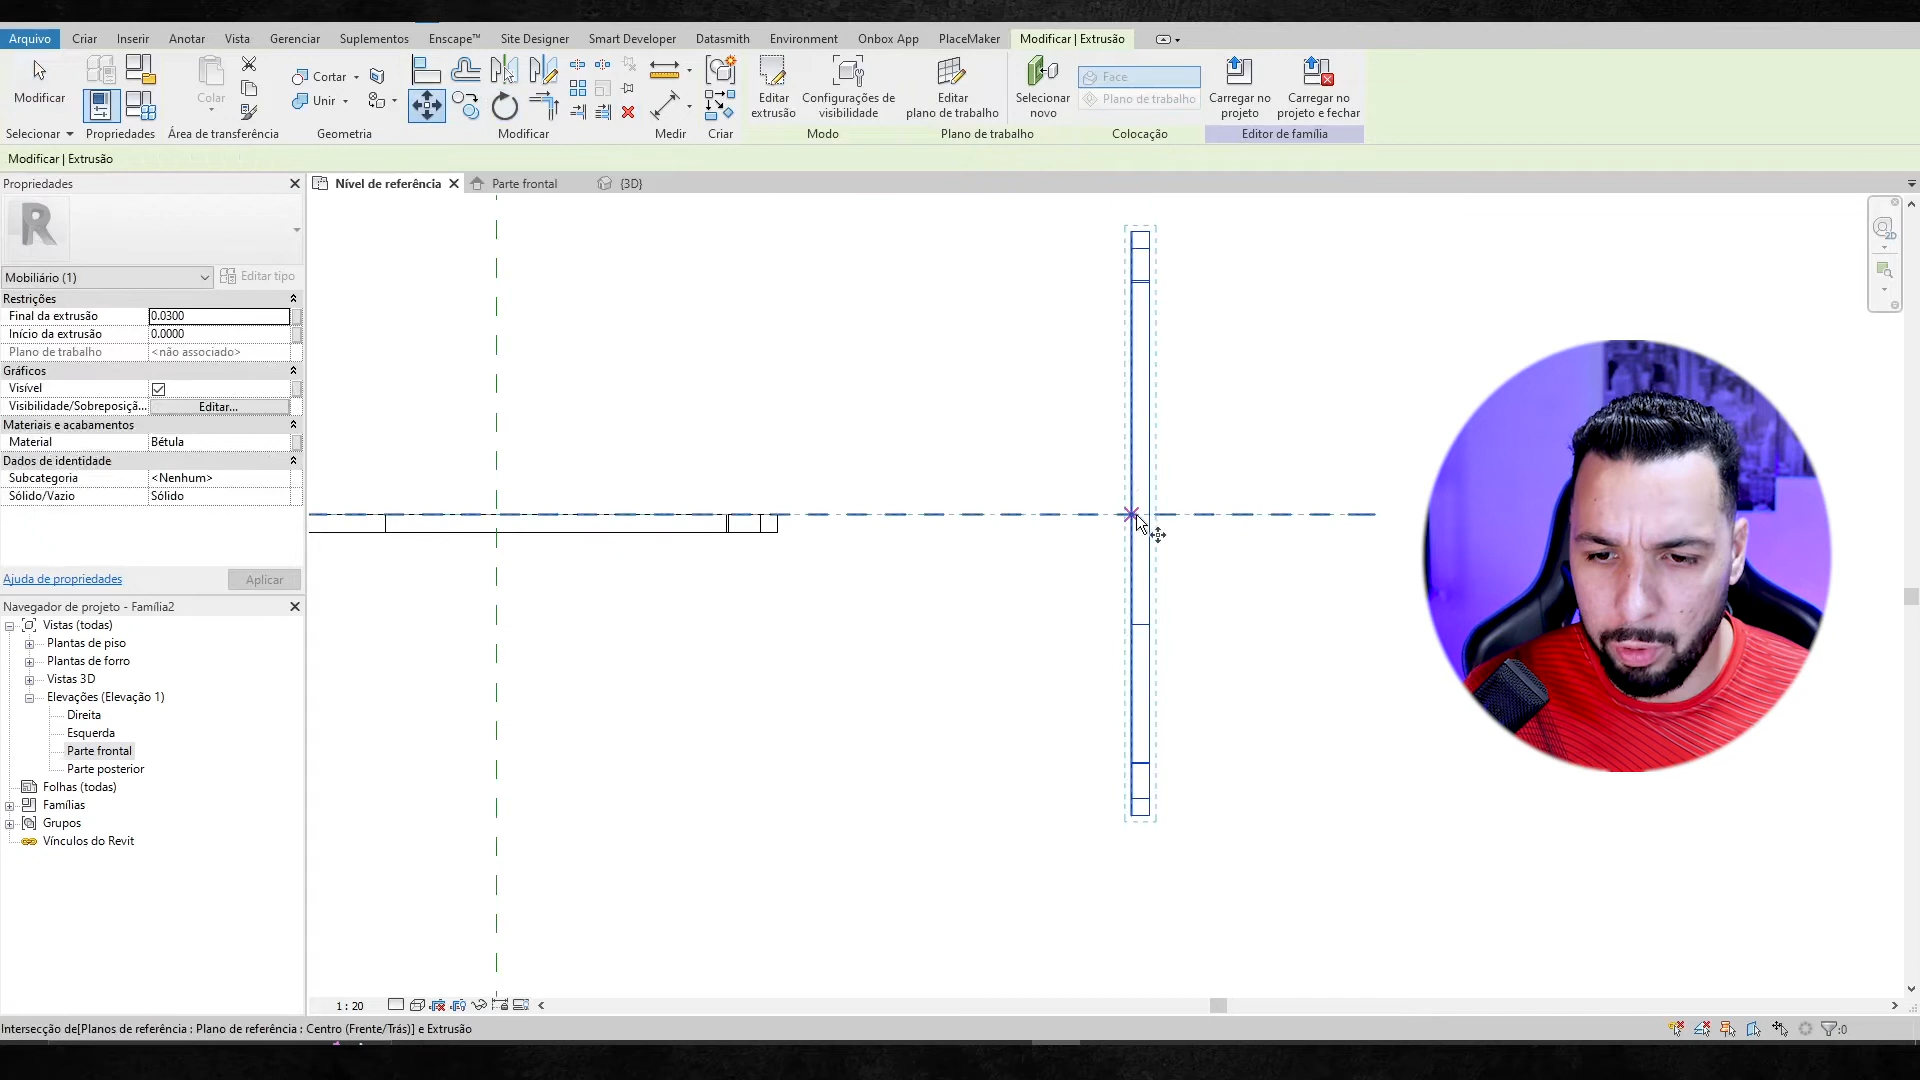 Arquivo Criar Inserir Anotar Vista Gerenciar Suplementos Enscape™ Site Designer Smart Developer Datasmith Environment Onbox App PlaceMaker Modificar | Extrusão
Modificar Colar Cortar Unir
Editar extrusão
Configurações de visibilidade
Editar plano de trabalho
Selecionar novo
Face
Plano de trabalho
Carregar no projeto
Carregar no projeto e fechar
Selecionar Propriedades Área de transferência Geometria Modificar Medir Criar Modo Plano de trabalho Colocação Editor de família
Modificar | Extrusão
Propriedades
Nível de referência Parte frontal {3D}
R
2D
Mobiliário (1) Editar tipo
Restrições
Final da extrusão 0.0300
Início da extrusão 0.0000
Plano de trabalho <não associado>
Gráficos
Visível
Visibilidade/Sobreposiçã... Editar...
Materiais e acabamentos
Material Bétula
Dados de identidade
Subcategoria <Nenhum>
Sólido/Vazio Sólido
Ajuda de propriedades Aplicar
Navegador de projeto - Família2
Vistas (todas)
Plantas de piso
Plantas de forro
Vistas 3D
Elevações (Elevação 1)
Direita
Esquerda
Parte frontal
Parte posterior
Folhas (todas)
Famílias
Grupos
Vínculos do Revit
1 : 20
Intersecção de[Planos de referência : Plano de referência : Centro (Frente/Trás)] e Extrusão
:0